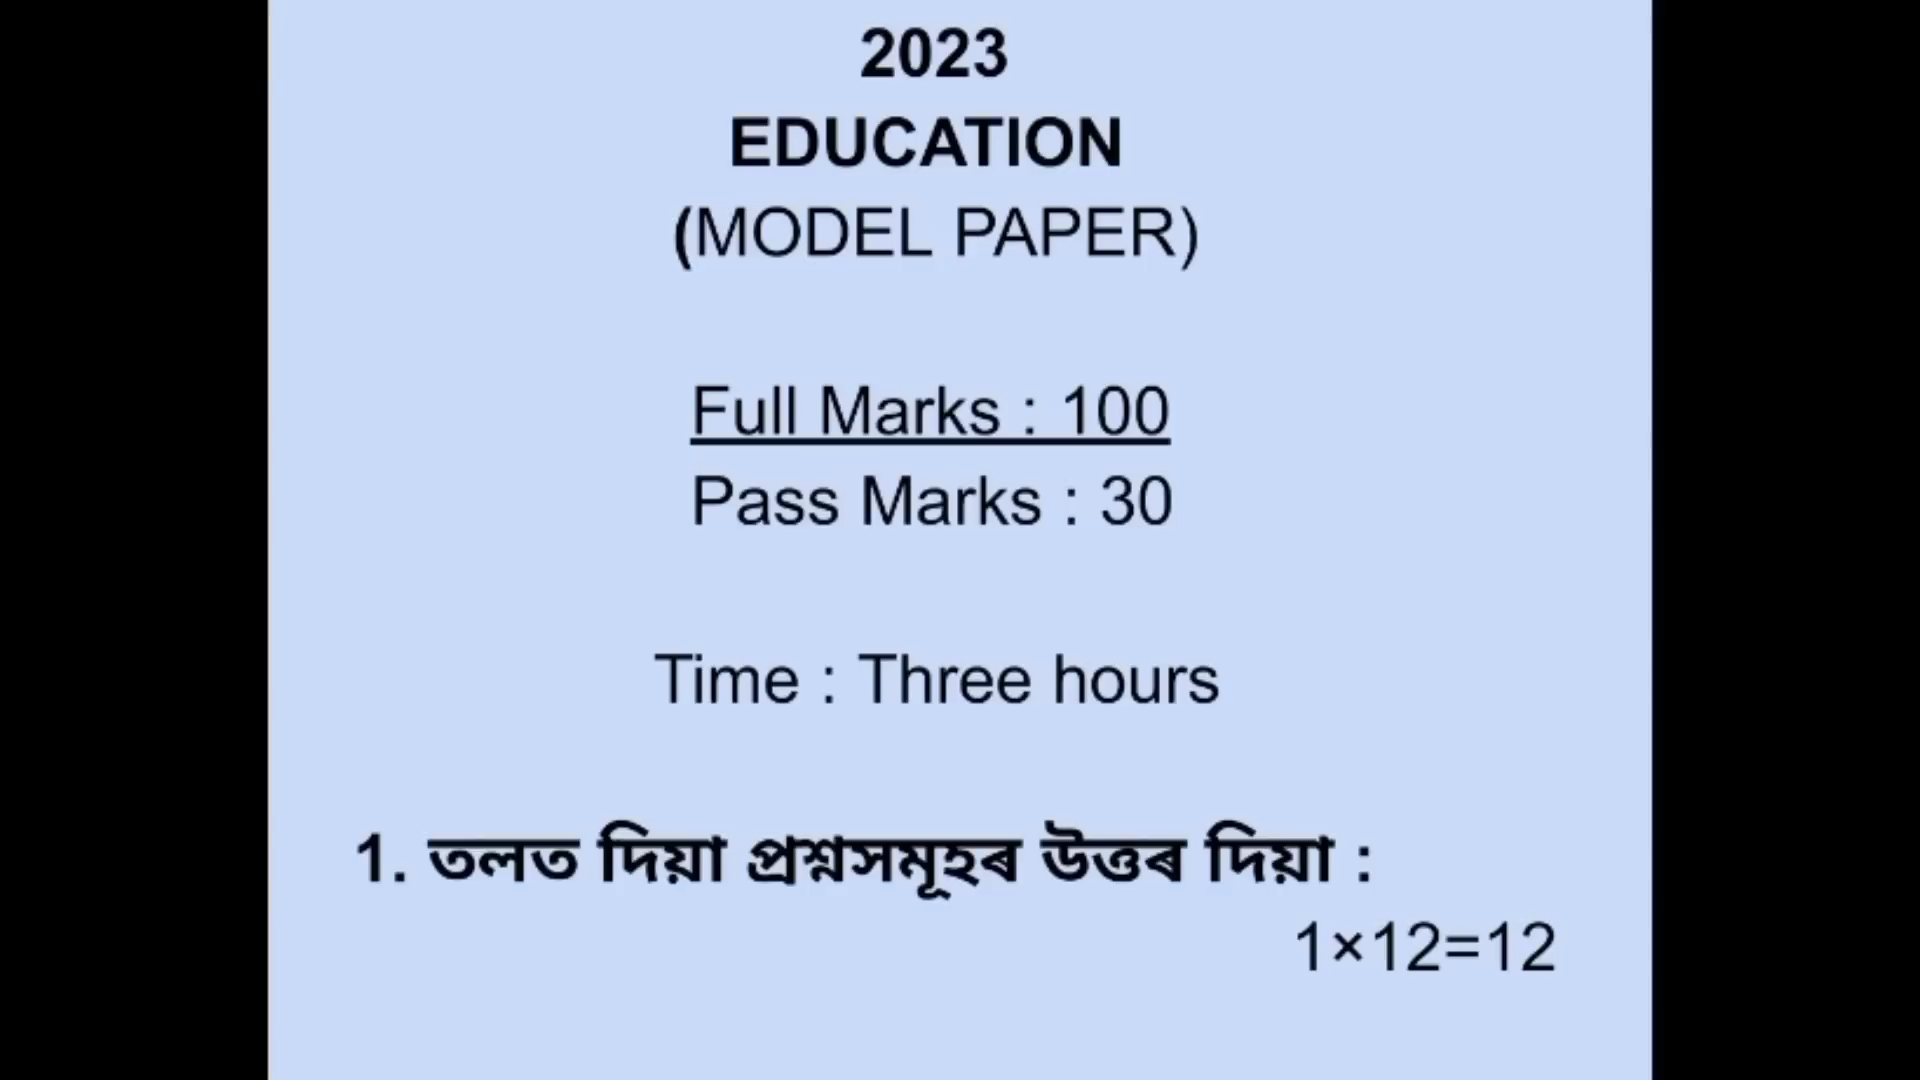 2023
EDUCATION
(MODEL PAPER)
Full Marks : 100
Pass Marks : 30
Time : Three hours
1. তলত দিয়া প্ৰশ্নসমূহৰ উত্তৰ দিয়া :
1×12=12